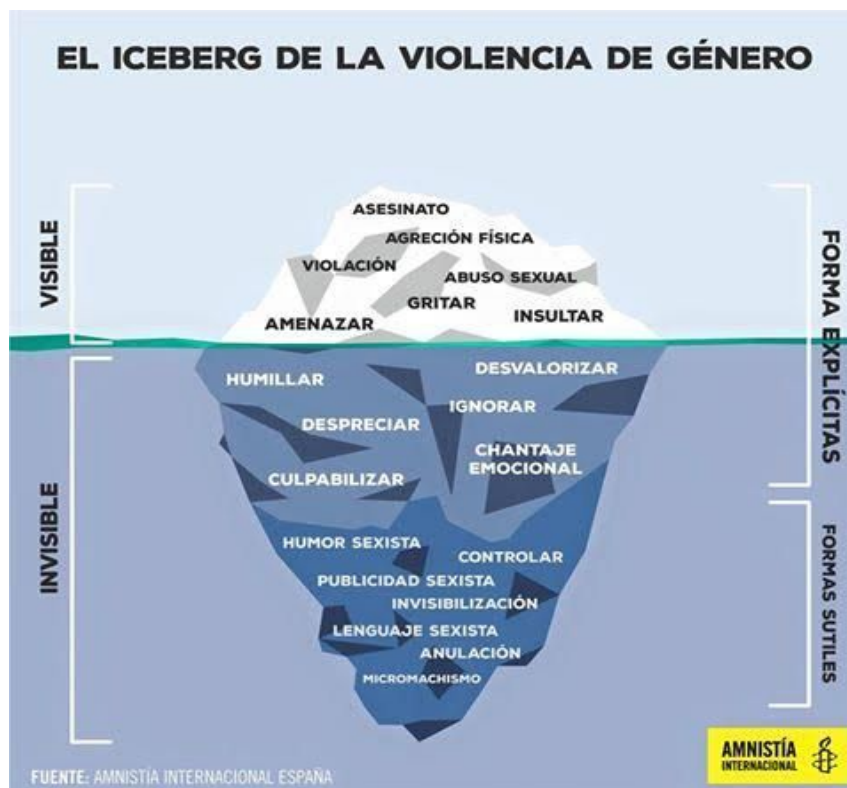 EL ICEBERG DE LA VIOLENCIA DE GÉNERO
VISIBLE
ASESINATO
AGRECIÓN FÍSICA
VIOLACIÓN
ABUSO SEXUAL
GRITAR
INSULTAR
AMENAZAR
FORMA EXPLÍCITAS
INVISIBLE
HUMILLAR
DESVALORIZAR
IGNORAR
DESPRECIAR
CHANTAJE
EMOCIONAL
CULPABILIZAR
HUMOR SEXISTA
CONTROLAR
PUBLICIDAD SEXISTA
INVISIBILIZACIÓN
LENGUAJE SEXISTA
ANULACIÓN
MICROMACHISMO
FORMAS SUTILES
FUENTE: AMNISTÍA INTERNACIONAL ESPAÑA
AMNISTÍA
INTERNACIONAL